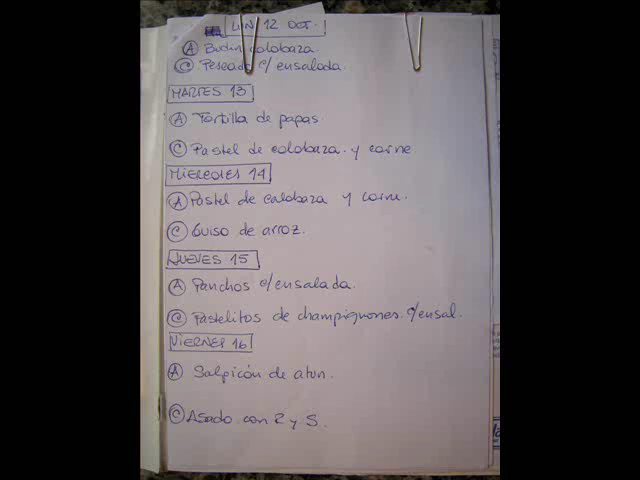 LUN 12 OCT.
A Budín calabaza.
C Pescado c/ ensalada.
MARTES 13
A Tortilla de papas
C Pastel de calabaza y carne
MIERCOLES 14
A Pastel de calabaza y carne.
C Guiso de arroz.
JUEVES 15
A Panchos c/ensalada.
C Pastelitos de champignones c/ensal.
VIERNES 16
A Salpicón de atun.
C Asado con R y S.